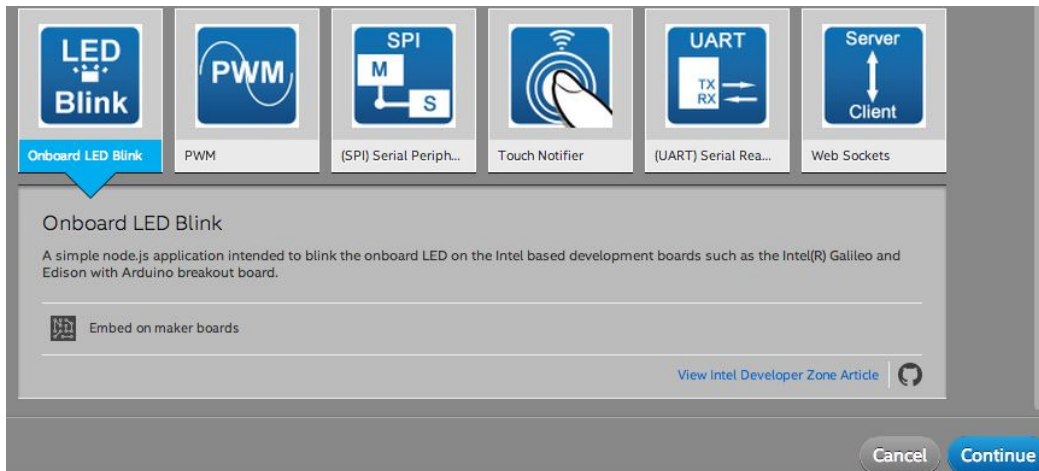 LED
Blink
PWM
SPI
M
S
UART
TX
RX
Server
Client
Onboard LED Blink
PWM
(SPI) Serial Periph...
Touch Notifier
(UART) Serial Rea...
Web Sockets
Onboard LED Blink
A simple node.js application intended to blink the onboard LED on the Intel based development boards such as the Intel(R) Galileo and
Edison with Arduino breakout board.
Embed on maker boards
View Intel Developer Zone Article
Cancel
Continue